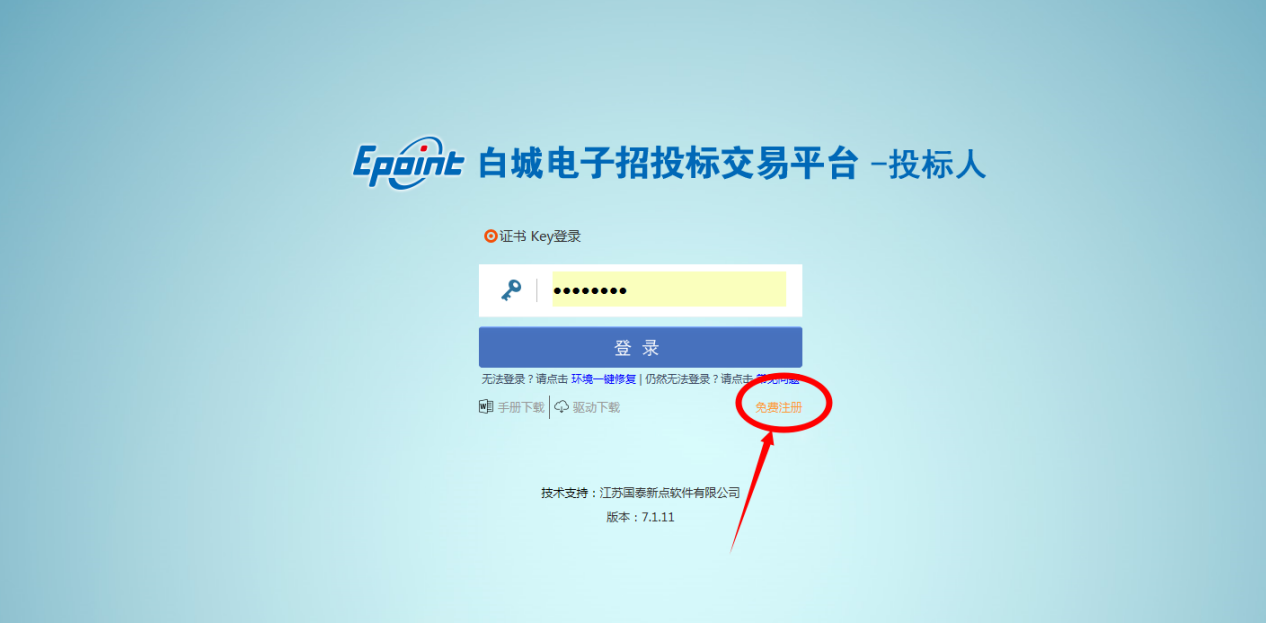 Epoint 白城电子招投标交易平台 -投标人
证书 Key登录
••••••••
登 录
无法登录?请点击 环境一键修复 | 仍然无法登录?请点击 常见问题
手册下载 驱动下载 免费注册
技术支持:江苏国泰新点软件有限公司
版本:7.1.11